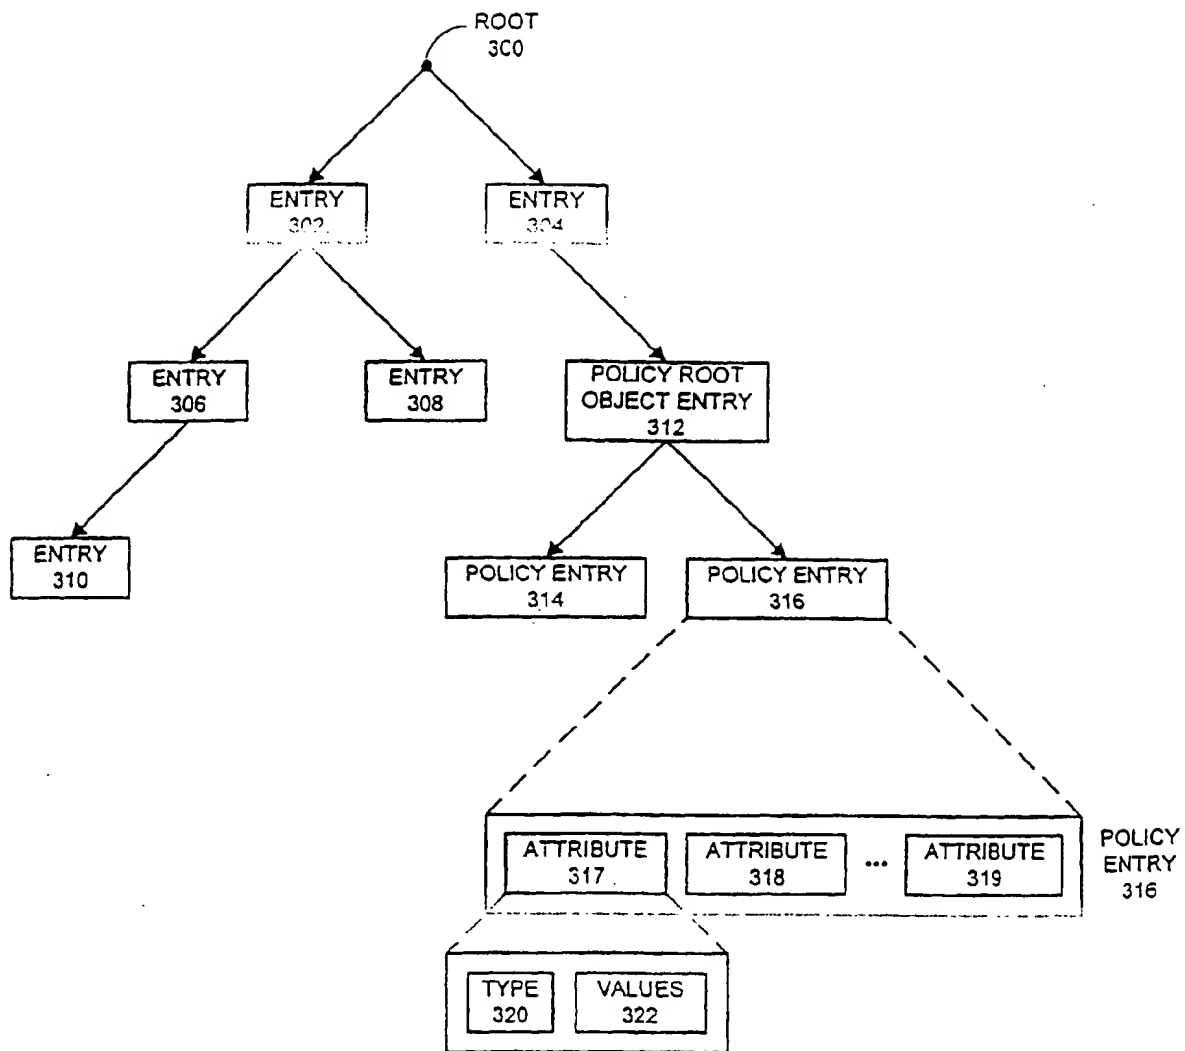 ROOT
300
ENTRY
302
ENTRY
304
ENTRY
306
ENTRY
308
POLICY ROOT
OBJECT ENTRY
312
ENTRY
310
POLICY ENTRY
314
POLICY ENTRY
316
ATTRIBUTE
317
ATTRIBUTE
318
...
ATTRIBUTE
319
POLICY
ENTRY
316
TYPE
320
VALUES
322